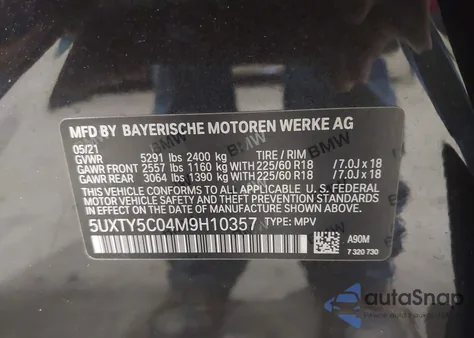 MFD BY BAYERISCHE MOTOREN WERKE AG
05/21
GVWR 5291 lbs 2400 kg TIRE / RIM
GAWR FRONT 2557 lbs 1160 kg WITH 225/60 R18 /7.0J x 18
GAWR REAR 3064 lbs 1390 kg WITH 225/60 R18 /7.0J x 18
THIS VEHICLE CONFORMS TO ALL APPLICABLE U.S. FEDERAL
MOTOR VEHICLE SAFETY AND THEFT PREVENTION STANDARDS
IN EFFECT ON THE DATE OF MANUFACTURE SHOWN ABOVE.
5UXTY5C04M9H10357 TYPE: MPV
A90M
7 320 730
autoSnap